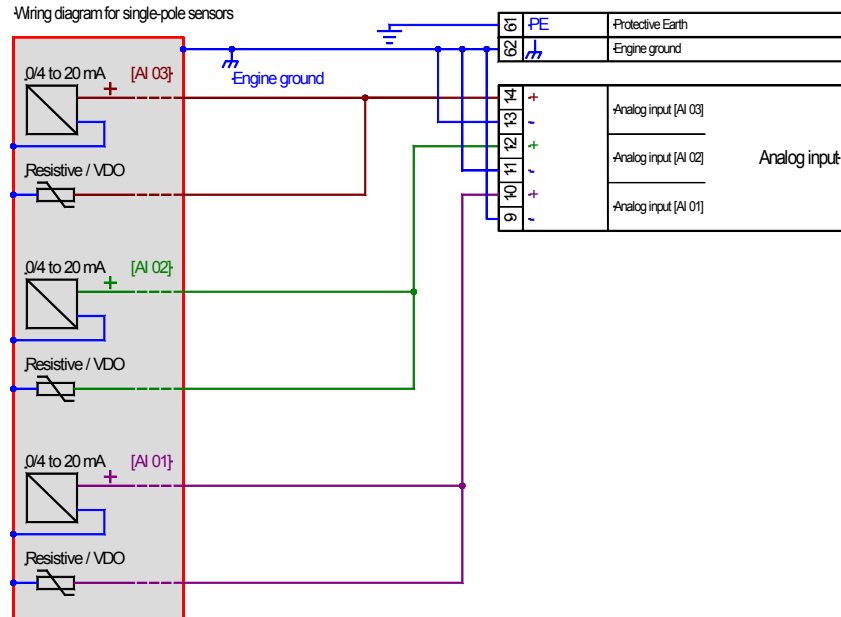 Wiring diagram for single-pole sensors
61 PE Protective Earth
62 Engine ground
Engine ground
0/4 to 20 mA [AI 03]
+
Resistive / VDO
0/4 to 20 mA [AI 02]
+
Resistive / VDO
0/4 to 20 mA [AI 01]
+
Resistive / VDO
14 +
13 -
Analog input [AI 03]
12 +
11 -
Analog input [AI 02]
10 +
9 -
Analog input [AI 01]
Analog input